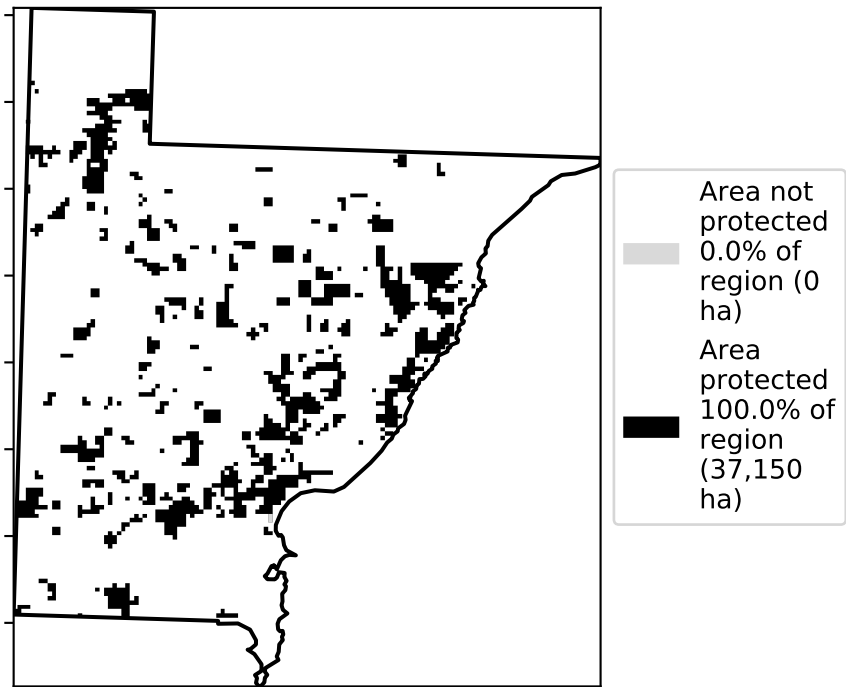 Area not
protected
0.0% of
region (0
ha)
Area
protected
100.0% of
region
(37,150
ha)